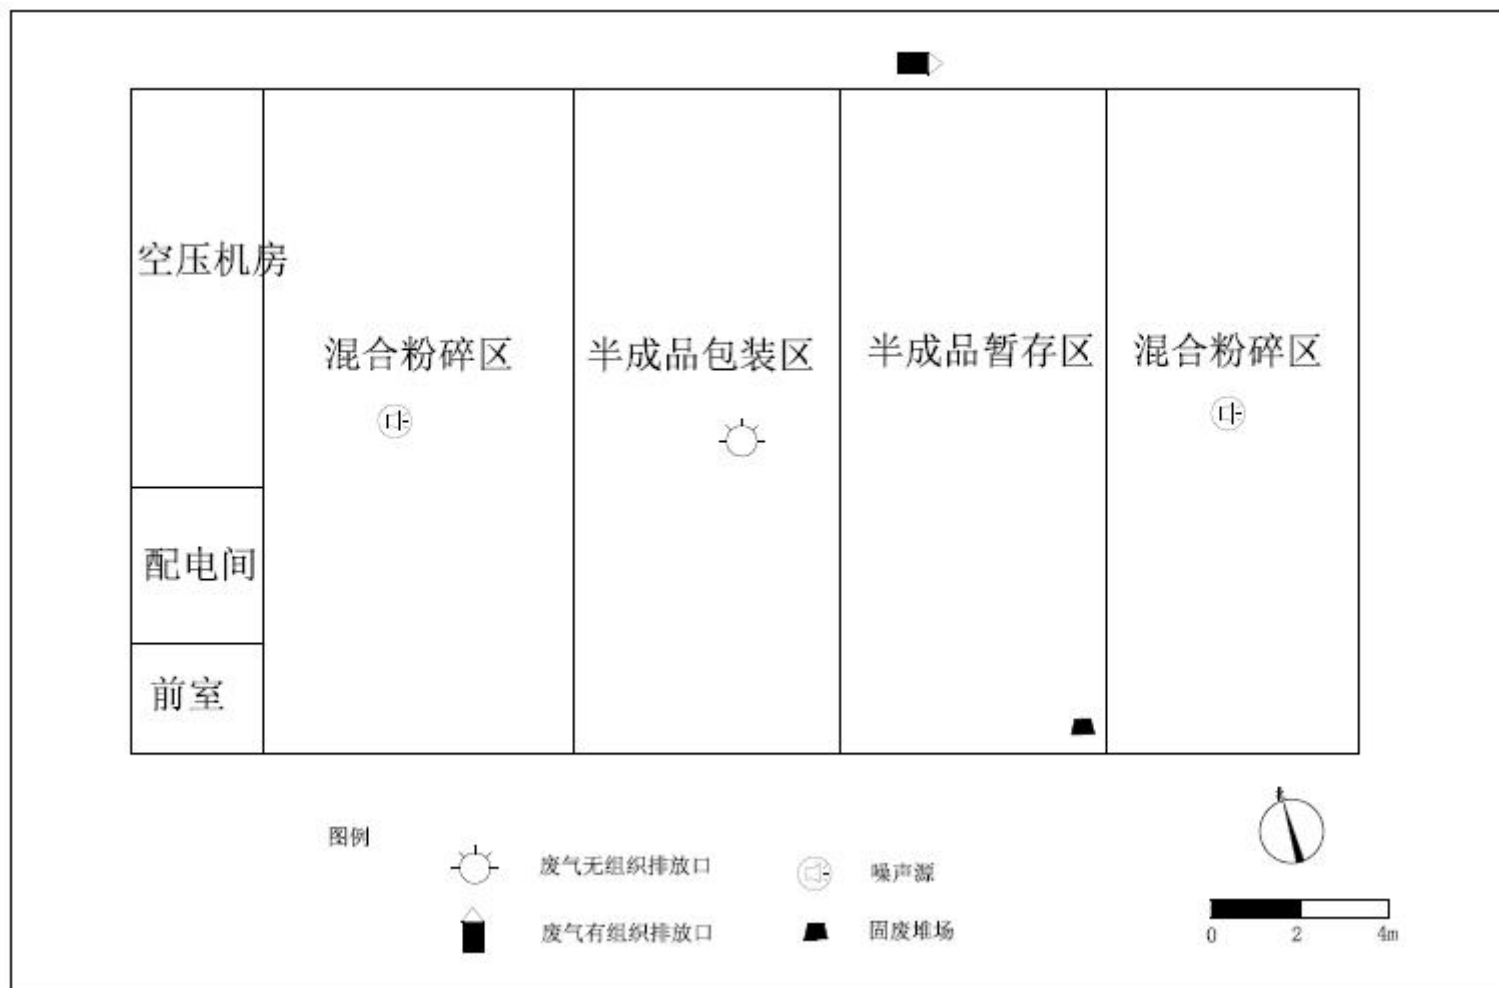 空压机房
混合粉碎区
半成品包装区
半成品暂存区
混合粉碎区
配电间
前室
图例
废气无组织排放口
噪声源
废气有组织排放口
固废堆场
北
0 2 4m